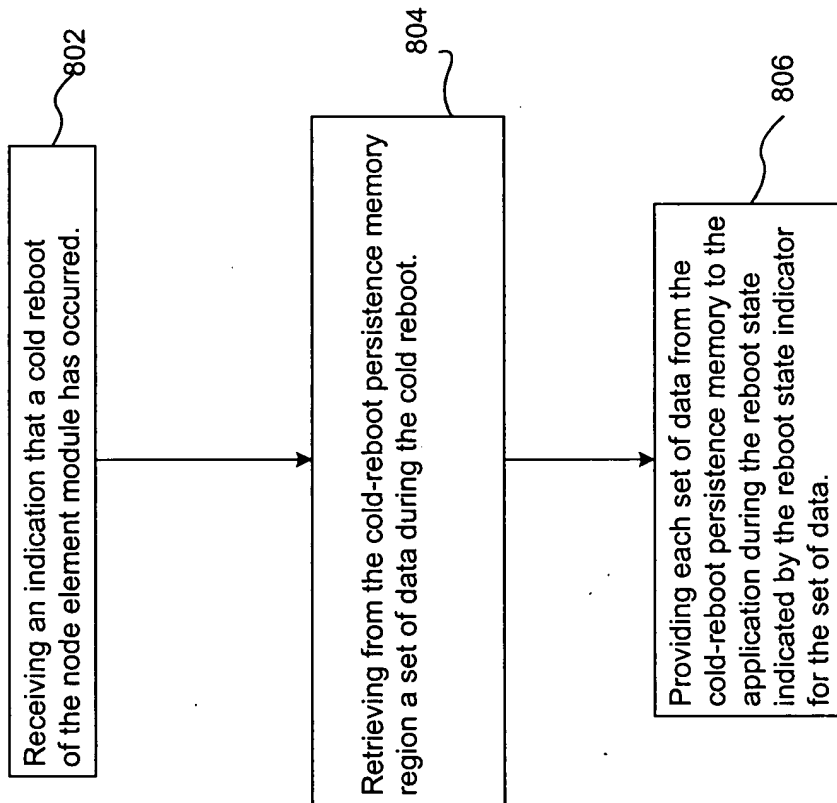 Receiving an indication that a cold reboot
of the node element module has occurred.
802
Retrieving from the cold-reboot persistence memory
region a set of data during the cold reboot.
804
Providing each set of data from the
cold-reboot persistence memory to the
application during the reboot state
indicated by the reboot state indicator
for the set of data.
806